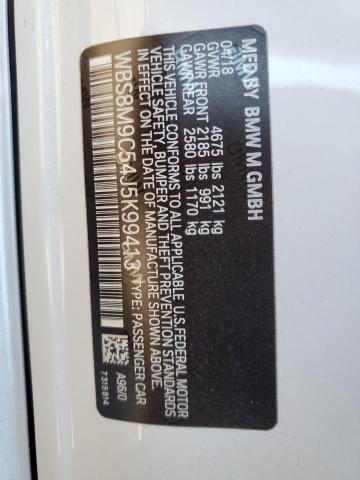 MFD BY BMW M GMBH
04/18
GVWR 4675 lbs 2121 kg
GAWR FRONT 2185 lbs 991 kg
GAWR REAR 2580 lbs 1170 kg
THIS VEHICLE CONFORMS TO ALL APPLICABLE U.S.FEDERAL MOTOR
VEHICLE SAFETY, BUMPER AND THEFT PREVENTION STANDARDS
IN EFFECT ON THE DATE OF MANUFACTURE SHOWN ABOVE.
WBS8M9C54J5K99413 TYPE: PASSENGER CAR
A96/0
7315814